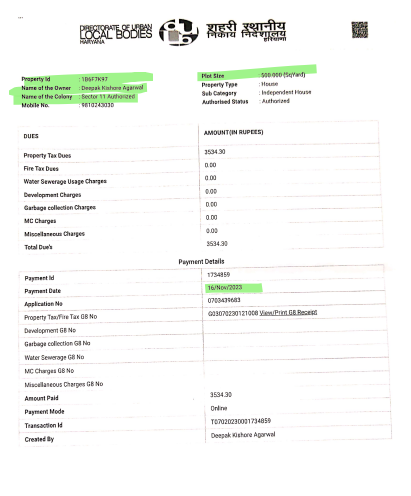 DIRECTORATE OF URBAN
LOCAL BODIES
HARYANA
शहरी स्थानीय
निकाय निदेशालय
हरियाणा
Property Id : 1B6F7K97
Name of the Owner : Deepak Kishore Agarwal
Name of the Colony : Sector 11 Authorized
Mobile No. : 9810243030
Plot Size : 500.000 (SqYard)
Property Type : House
Sub Category : Independent House
Authorised Status : Authorized
DUES AMOUNT(IN RUPEES)
Property Tax Dues 3534.30
Fire Tax Dues 0.00
Water Sewerage Usage Charges 0.00
Development Charges 0.00
Garbage collection Charges 0.00
MC Charges 0.00
Miscellaneous Charges 0.00
Total Due's 3534.30
Payment Details
Payment Id 1734859
Payment Date 16/Nov/2023
Application No 0703439683
Property Tax/Fire Tax G8 No G03070230121008 View/Print G8 Receipt
Development G8 No
Garbage collection G8 No
Water Sewerage G8 No
MC Charges G8 No
Miscellaneous Charges G8 No
Amount Paid 3534.30
Payment Mode Online
Transaction Id T07020230001734859
Created By Deepak Kishore Agarwal